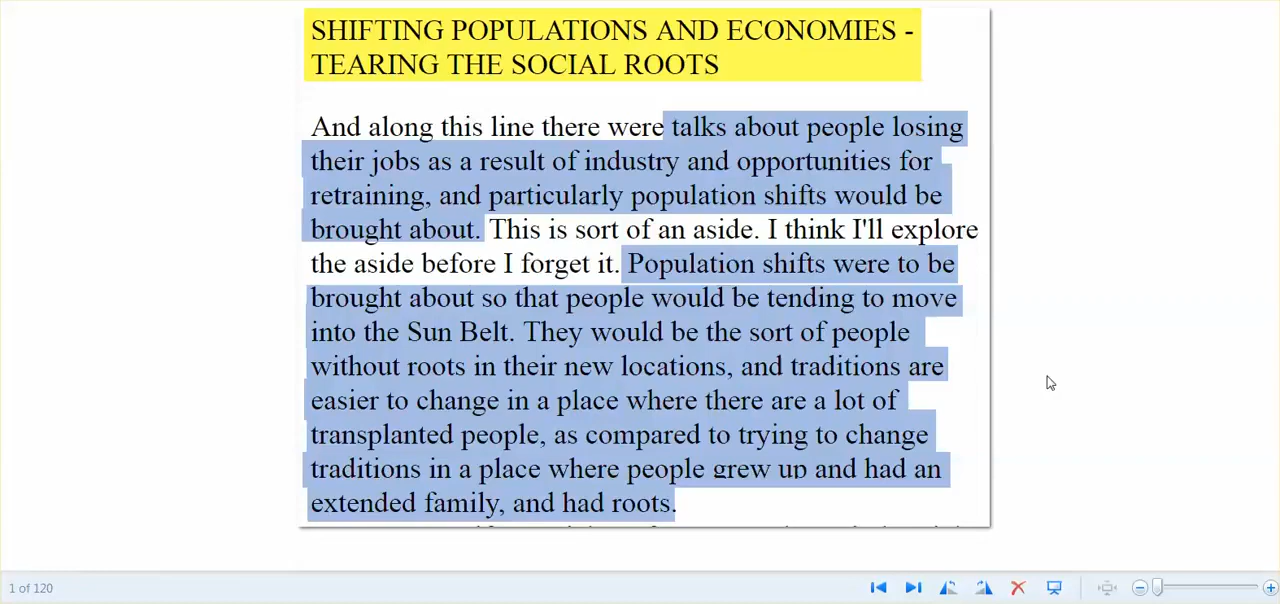 SHIFTING POPULATIONS AND ECONOMIES -
TEARING THE SOCIAL ROOTS
And along this line there were talks about people losing
their jobs as a result of industry and opportunities for
retraining, and particularly population shifts would be
brought about. This is sort of an aside. I think I'll explore
the aside before I forget it. Population shifts were to be
brought about so that people would be tending to move
into the Sun Belt. They would be the sort of people
without roots in their new locations, and traditions are
easier to change in a place where there are a lot of
transplanted people, as compared to trying to change
traditions in a place where people grew up and had an
extended family, and had roots.
1 of 120